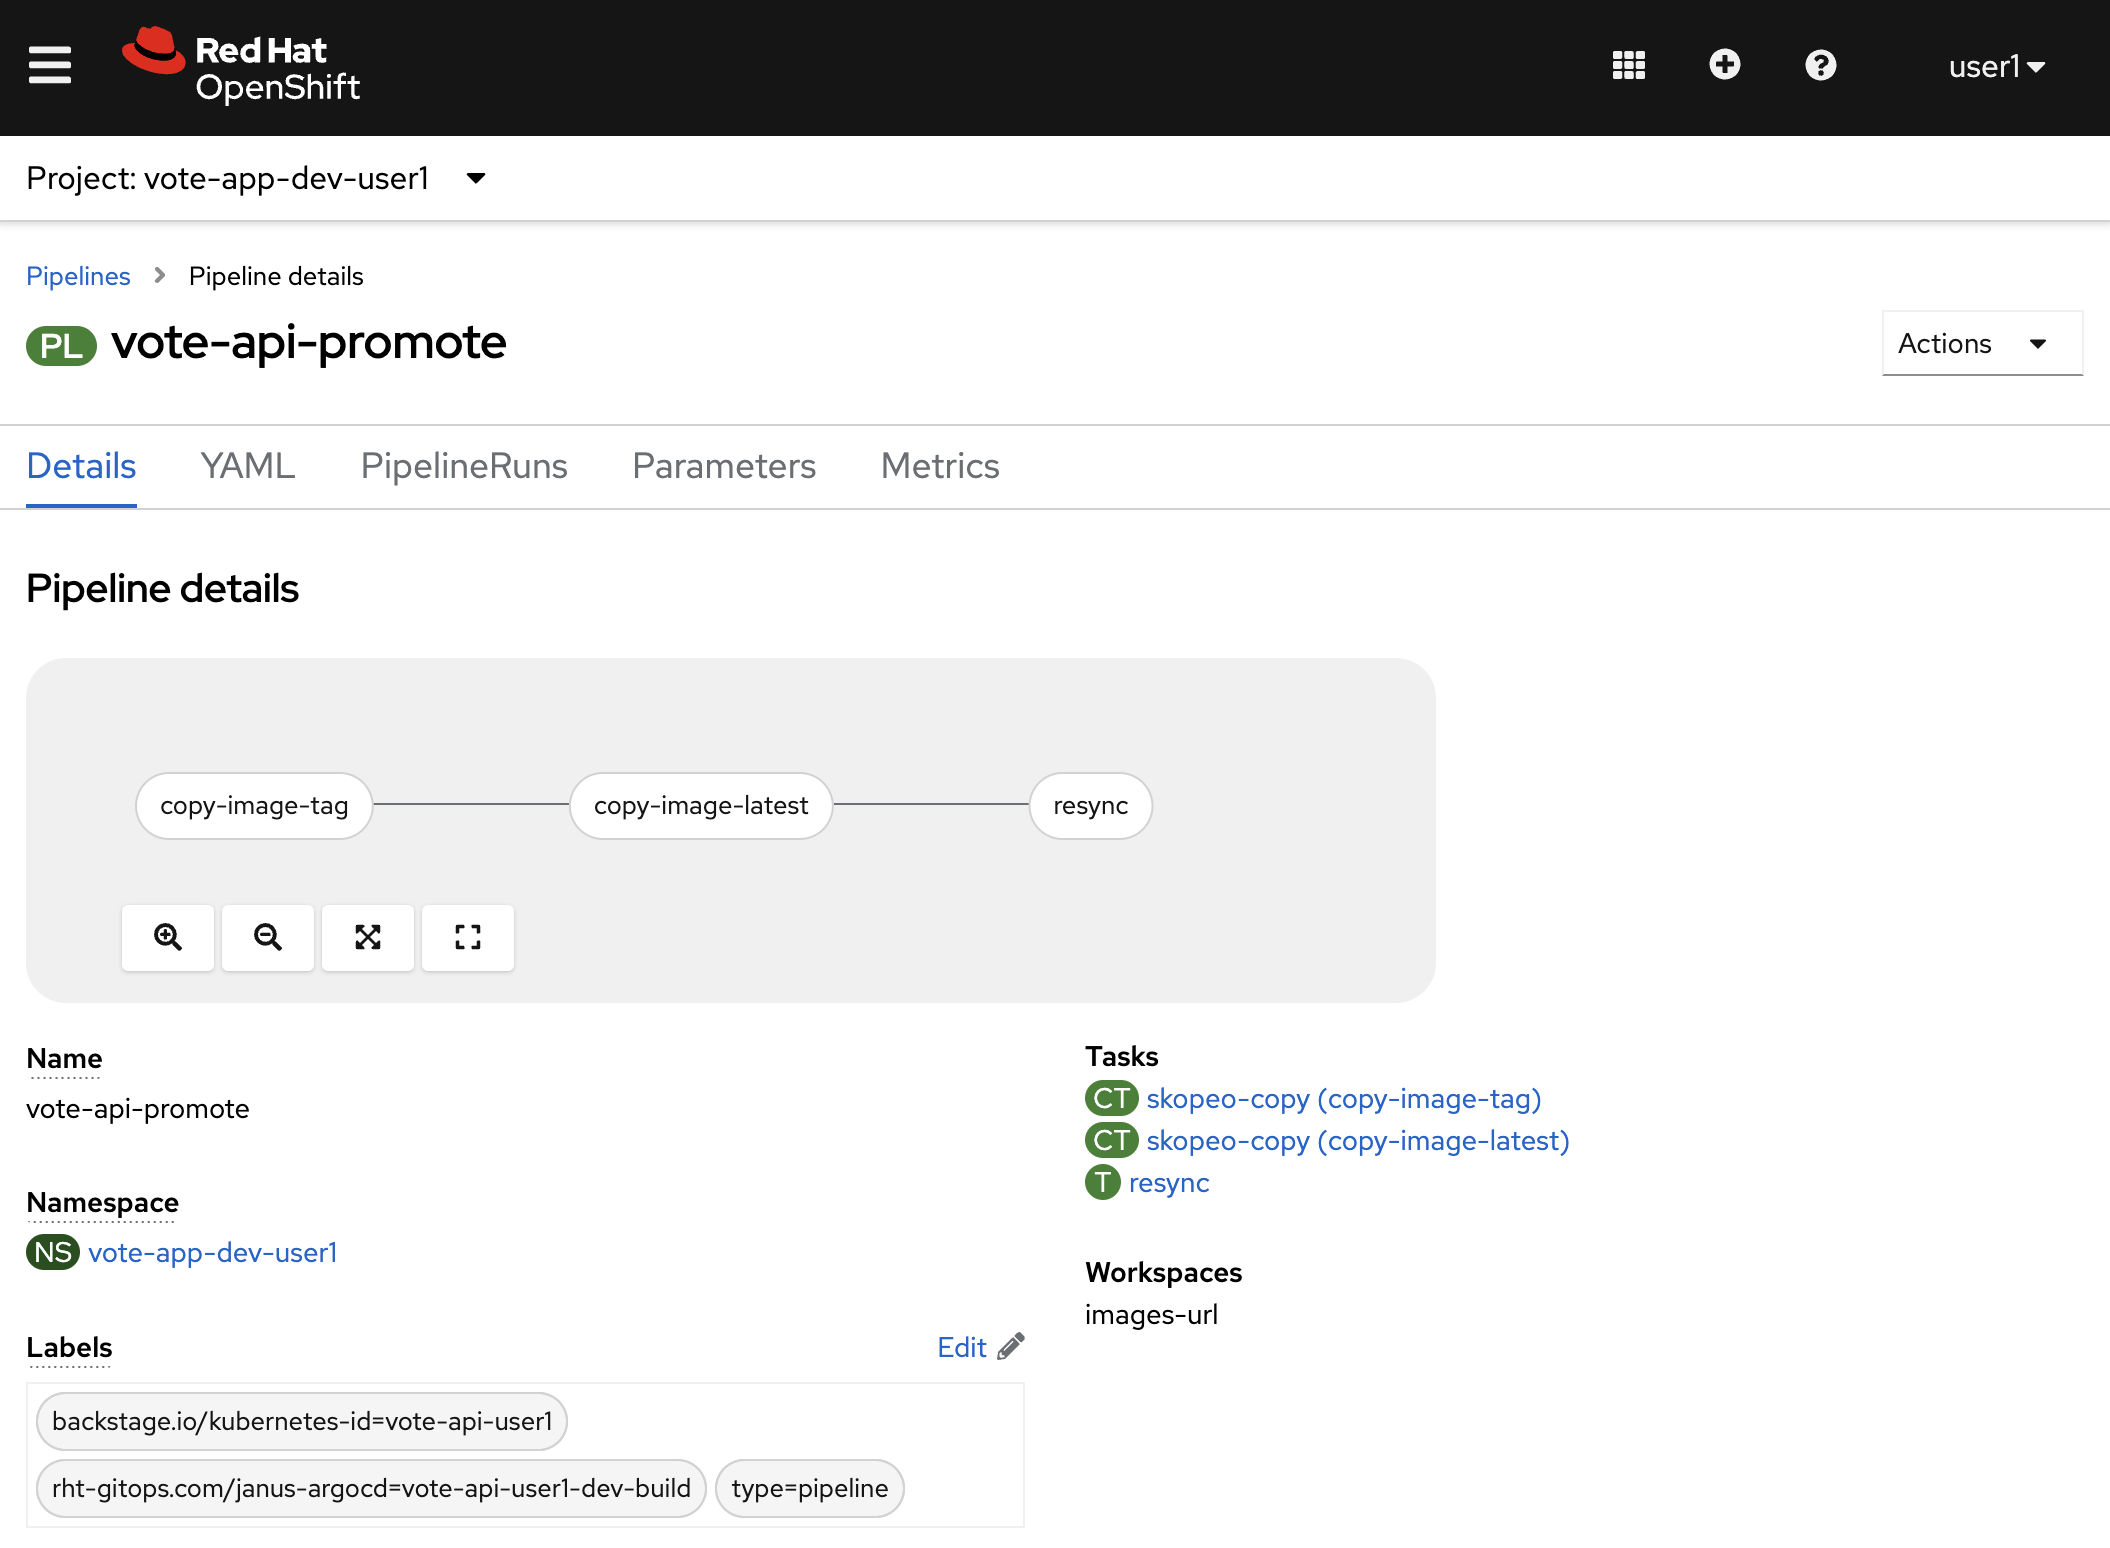 Red Hat
OpenShift
user1
Project: vote-app-dev-user1
Pipelines > Pipeline details
PL vote-api-promote
Actions
Details YAML PipelineRuns Parameters Metrics
Pipeline details
copy-image-tag copy-image-latest resync
Name
vote-api-promote
Namespace
NS vote-app-dev-user1
Labels Edit
backstage.io/kubernetes-id=vote-api-user1
rht-gitops.com/janus-argocd=vote-api-user1-dev-build type=pipeline
Tasks
CT skopeo-copy (copy-image-tag)
CT skopeo-copy (copy-image-latest)
T resync
Workspaces
images-url